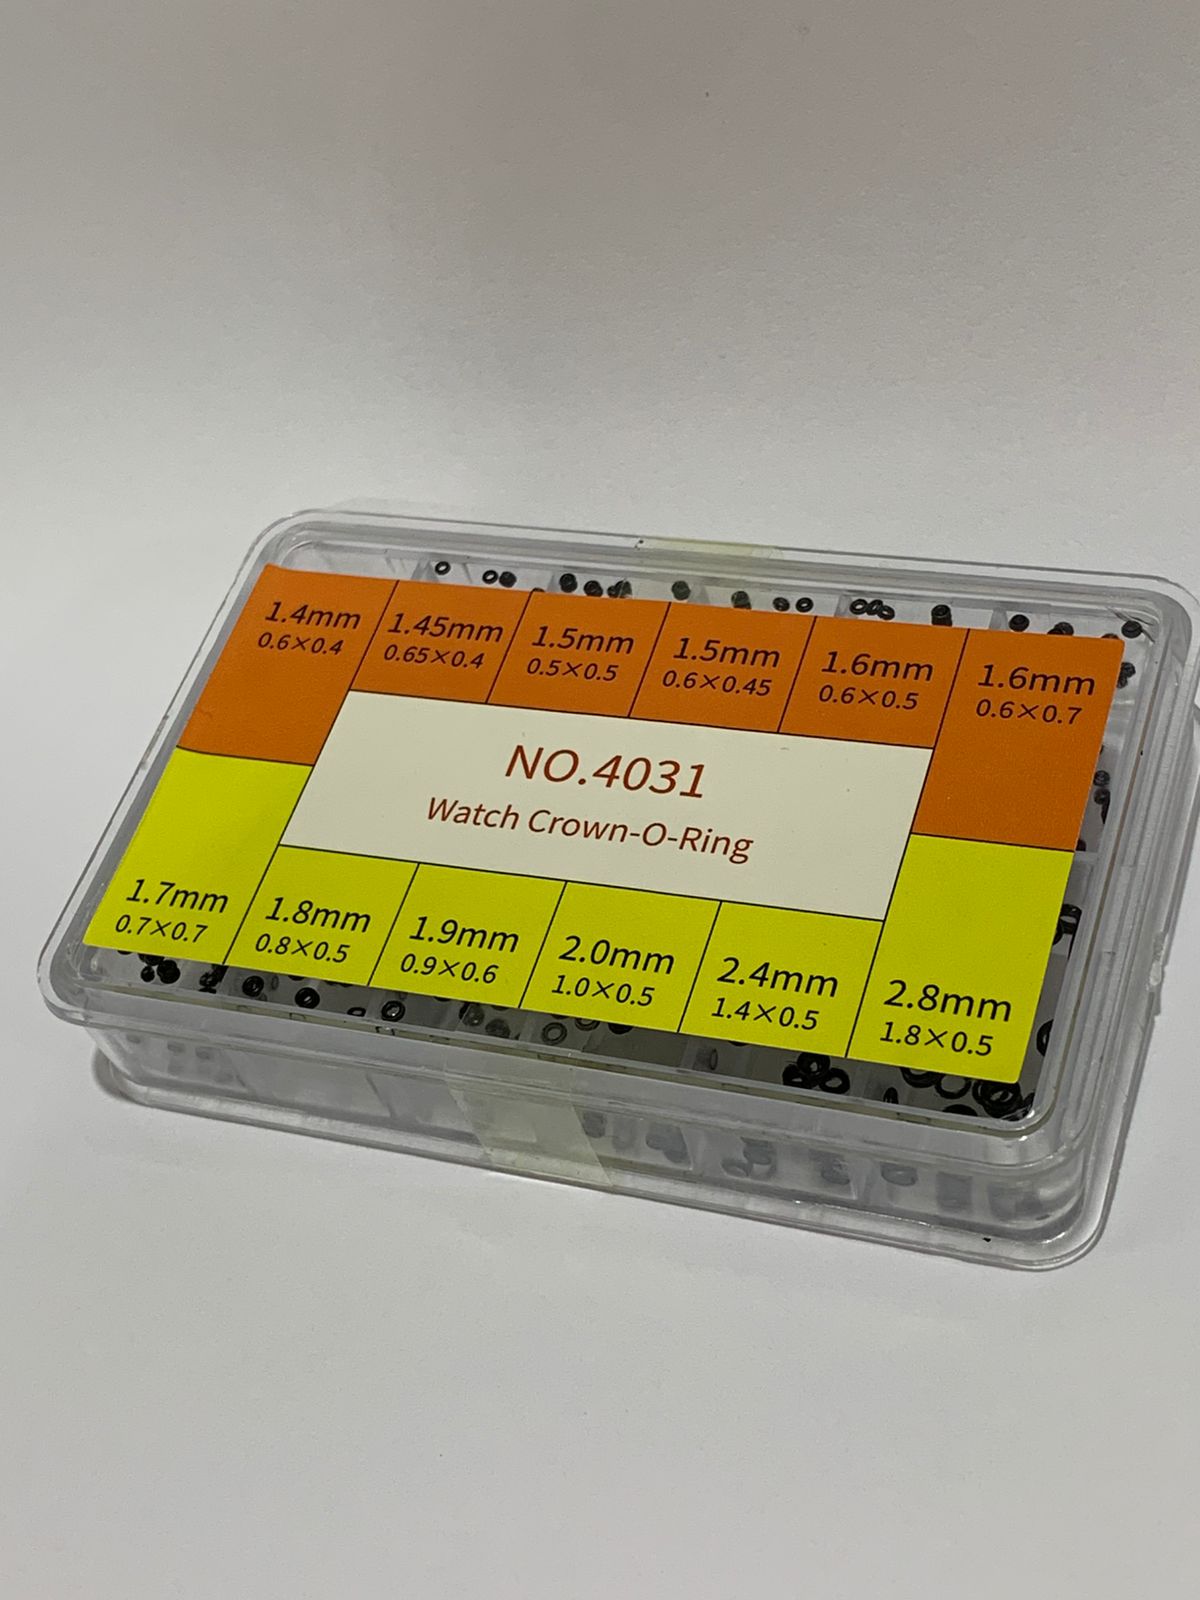 1.4mm
0.6×0.4
1.45mm
0.65×0.4
1.5mm
0.5×0.5
1.5mm
0.6×0.45
1.6mm
0.6×0.5
1.6mm
0.6×0.7
NO.4031
Watch Crown-O-Ring
1.7mm
0.7×0.7
1.8mm
0.8×0.5
1.9mm
0.9×0.6
2.0mm
1.0×0.5
2.4mm
1.4×0.5
2.8mm
1.8×0.5